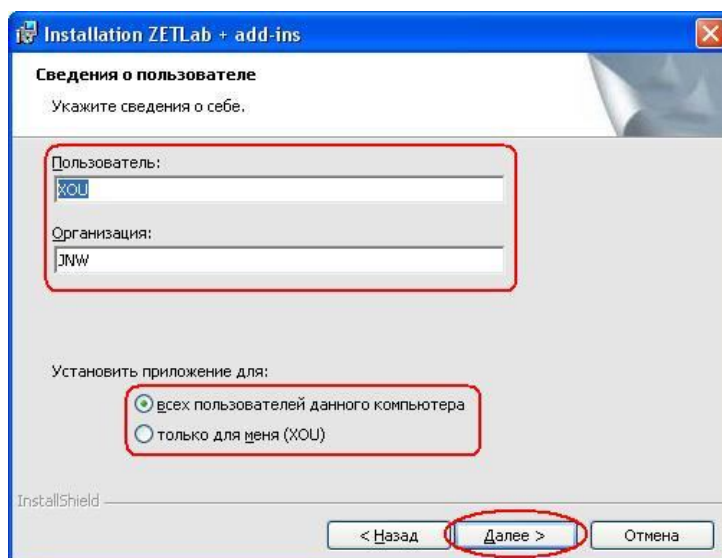 Installation ZETLab + add-ins
Сведения о пользователе
Укажите сведения о себе.
Пользователь:
XOU
Организация:
JNW
Установить приложение для:
всех пользователей данного компьютера
только для меня (XOU)
InstallShield
< Назад Далее > Отмена